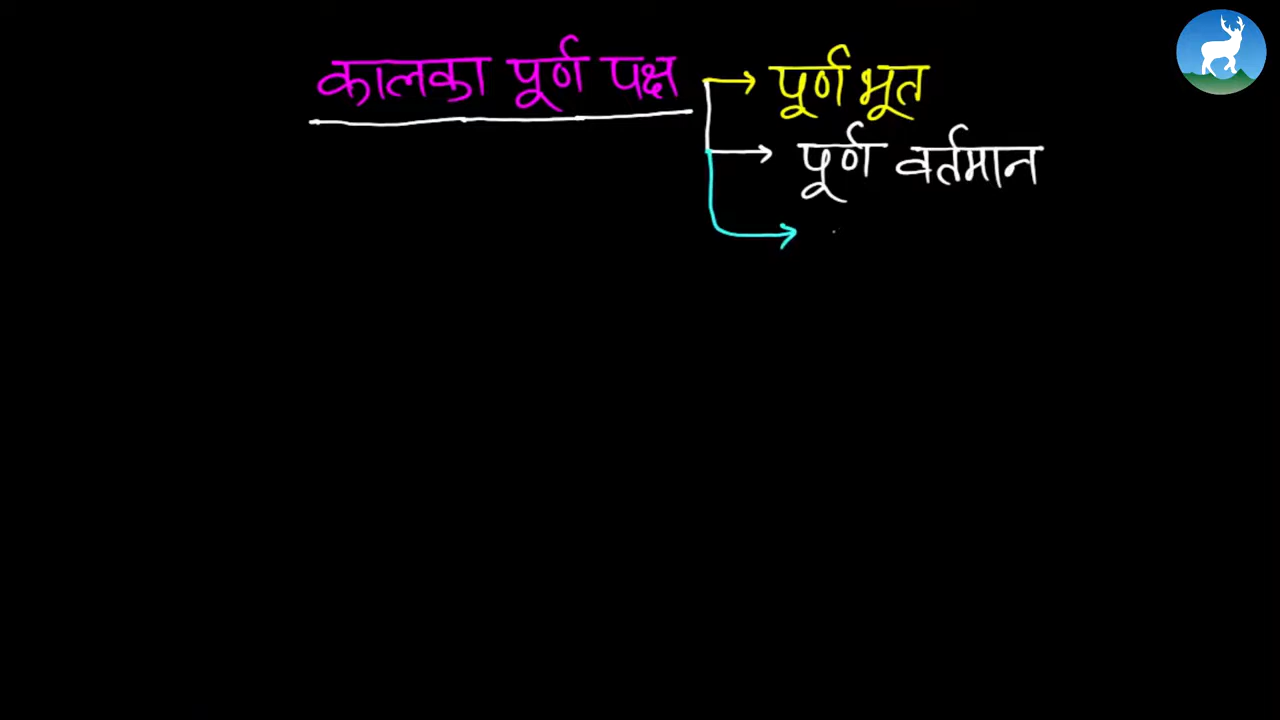 कालका पूर्ण पक्ष
पूर्ण भूत
पूर्ण वर्तमान